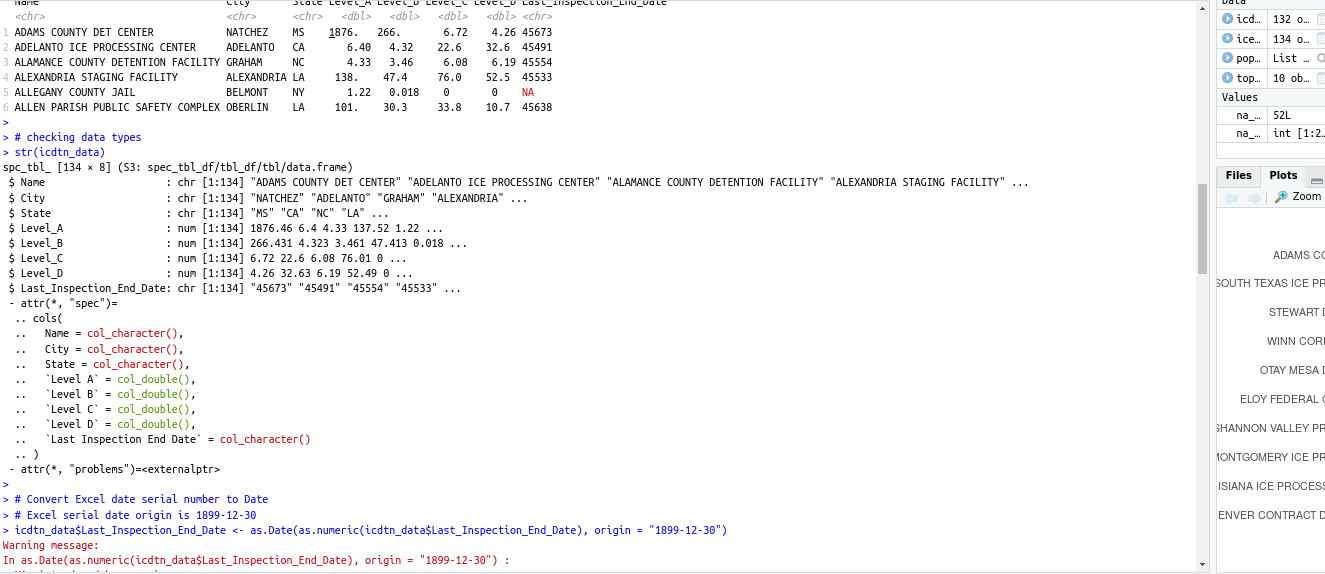 Name City State Level_A Level_B Level_C Level_D Last_Inspection_End_Date
<chr> <chr> <chr> <dbl> <dbl> <dbl> <dbl> <chr>
1 ADAMS COUNTY DET CENTER NATCHEZ MS 1876. 266. 6.72 4.26 45673
2 ADELANTO ICE PROCESSING CENTER ADELANTO CA 6.40 4.32 22.6 32.6 45491
3 ALAMANCE COUNTY DETENTION FACILITY GRAHAM NC 4.33 3.46 6.08 6.19 45554
4 ALEXANDRIA STAGING FACILITY ALEXANDRIA LA 138. 47.4 76.0 52.5 45533
5 ALLEGANY COUNTY JAIL BELMONT NY 1.22 0.018 0 0 NA
6 ALLEN PARISH PUBLIC SAFETY COMPLEX OBERLIN LA 101. 30.3 33.8 10.7 45638
>
> # checking data types
> str(icdtn_data)
spc_tbl_ [134 × 8] (S3: spec_tbl_df/tbl_df/tbl/data.frame)
$ Name : chr [1:134] "ADAMS COUNTY DET CENTER" "ADELANTO ICE PROCESSING CENTER" "ALAMANCE COUNTY DETENTION FACILITY" "ALEXANDRIA STAGING FACILITY" ...
$ City : chr [1:134] "NATCHEZ" "ADELANTO" "GRAHAM" "ALEXANDRIA" ...
$ State : chr [1:134] "MS" "CA" "NC" "LA" ...
$ Level_A : num [1:134] 1876.46 6.4 4.33 137.52 1.22 ...
$ Level_B : num [1:134] 266.431 4.323 3.461 47.413 0.018 ...
$ Level_C : num [1:134] 6.72 22.6 6.08 76.01 0 ...
$ Level_D : num [1:134] 4.26 32.63 6.19 52.49 0 ...
$ Last_Inspection_End_Date: chr [1:134] "45673" "45491" "45554" "45533" ...
- attr(*, "spec")=
.. cols(
.. Name = col_character(),
.. City = col_character(),
.. State = col_character(),
.. `Level A` = col_double(),
.. `Level B` = col_double(),
.. `Level C` = col_double(),
.. `Level D` = col_double(),
.. `Last Inspection End Date` = col_character()
.. )
- attr(*, "problems")=<externalptr>
>
> # Convert Excel date serial number to Date
> # Excel serial date origin is 1899-12-30
> icdtn_data$Last_Inspection_End_Date <- as.Date(as.numeric(icdtn_data$Last_Inspection_End_Date), origin = "1899-12-30")
Warning message:
In as.Date(as.numeric(icdtn_data$Last_Inspection_End_Date), origin = "1899-12-30") :
Data
icd… 132 o…
ice… 134 o…
pop… List …
top… 10 ob…
Values
na_… 52L
na_… int [1:2…
Files Plots
Zoom
ADAMS CO
SOUTH TEXAS ICE PR
STEWART D
WINN CORR
OTAY MESA D
ELOY FEDERAL C
SHANNON VALLEY PR
MONTGOMERY ICE PR
ISIANA ICE PROCESS
ENVER CONTRACT D